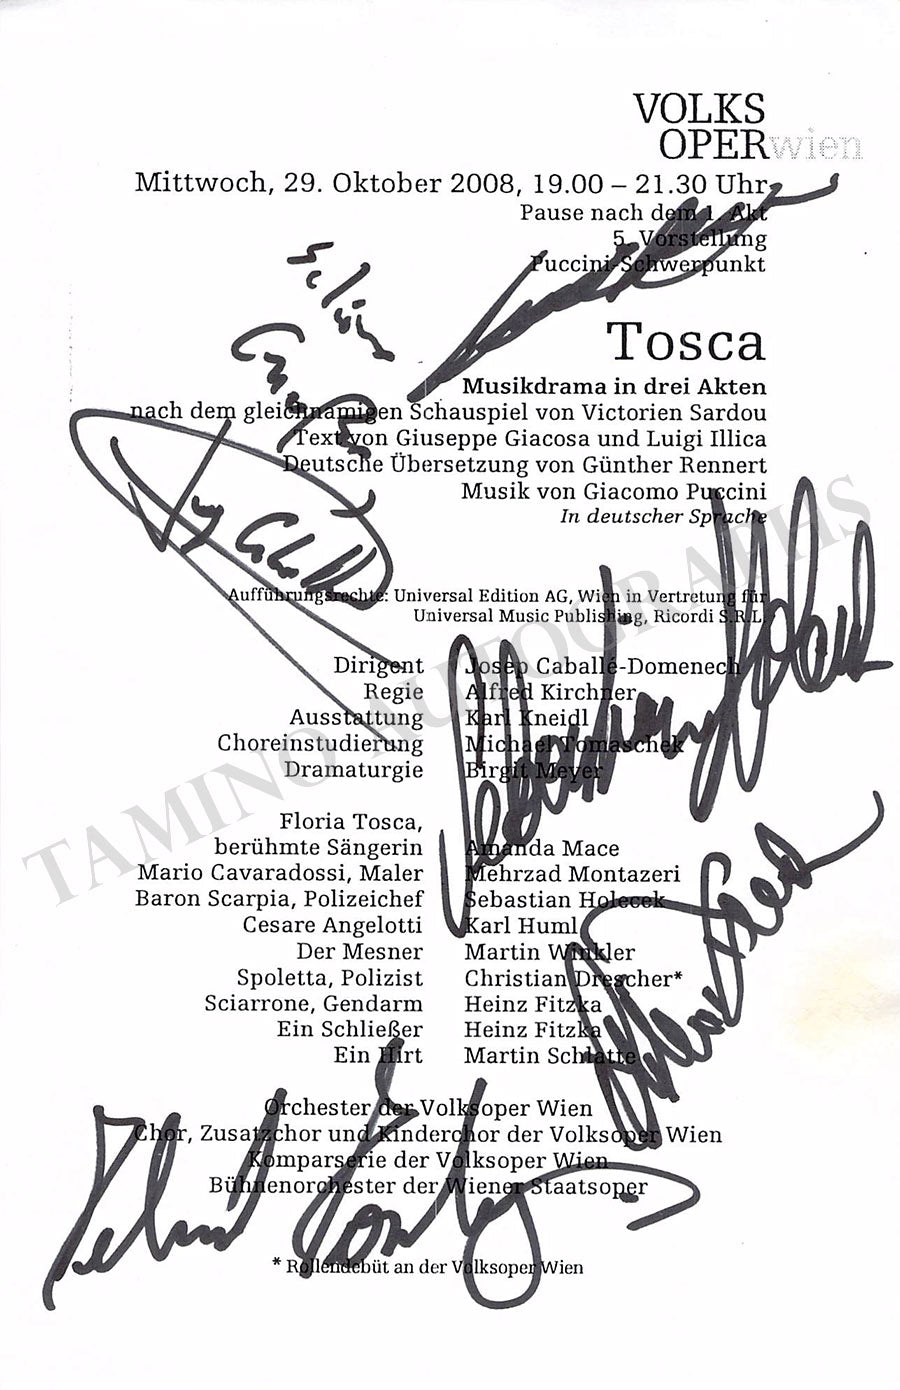 VOLKS
OPERwien
Mittwoch, 29. Oktober 2008, 19.00 – 21.30 Uhr
Pause nach dem 1. Akt
5. Vorstellung
Puccini-Schwerpunkt
Tosca
Musikdrama in drei Akten
nach dem gleichnamigen Schauspiel von Victorien Sardou
Text von Giuseppe Giacosa und Luigi Illica
Deutsche Übersetzung von Günther Rennert
Musik von Giacomo Puccini
In deutscher Sprache
Aufführungsrechte: Universal Edition AG, Wien in Vertretung für
Universal Music Publishing, Ricordi S.R.L.
Dirigent Josep Caballé-Domenech
Regie Alfred Kirchner
Ausstattung Karl Kneidl
Choreinstudierung Michael Tomaschek
Dramaturgie Birgit Meyer
Floria Tosca,
berühmte Sängerin Amanda Mace
Mario Cavaradossi, Maler Mehrzad Montazeri
Baron Scarpia, Polizeichef Sebastian Holecek
Cesare Angelotti Karl Huml
Der Mesner Martin Winkler
Spoletta, Polizist Christian Drescher*
Sciarrone, Gendarm Heinz Fitzka
Ein Schließer Heinz Fitzka
Ein Hirt Martin Schlatte
Orchester der Volksoper Wien
Chor, Zusatzchor und Kinderchor der Volksoper Wien
Komparserie der Volksoper Wien
Bühnenorchester der Wiener Staatsoper
* Rollendebüt an der Volksoper Wien
Sebastian Holecek
TAMINO AUTOGRAPHS